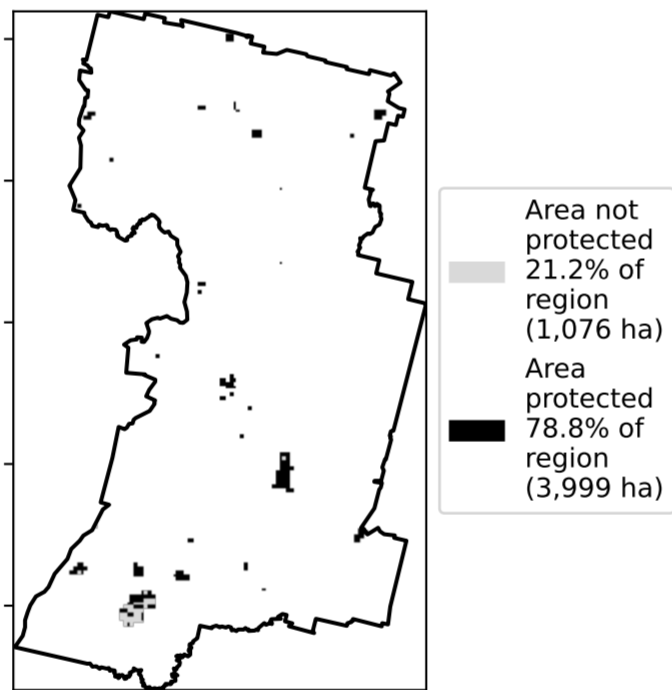 Area not
protected
21.2% of
region
(1,076 ha)
Area
protected
78.8% of
region
(3,999 ha)